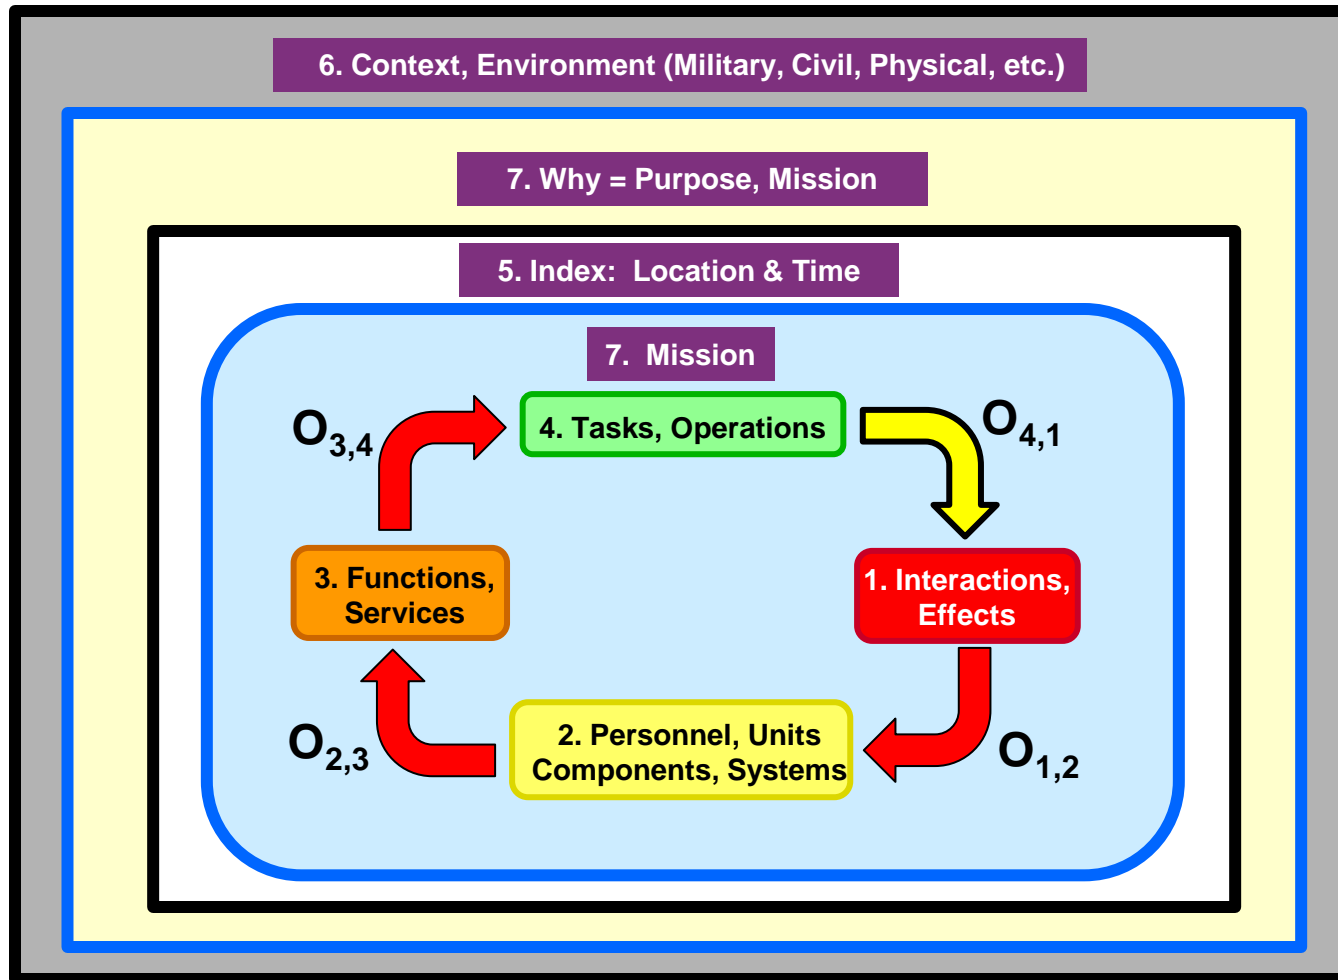 6. Context, Environment (Military, Civil, Physical, etc.)
7. Why = Purpose, Mission
5. Index:  Location & Time
7.  Mission
O3,4
4. Tasks, Operations
O4,1
3. Functions,
Services
1. Interactions,
Effects
O2,3
2. Personnel, Units
Components, Systems
O1,2